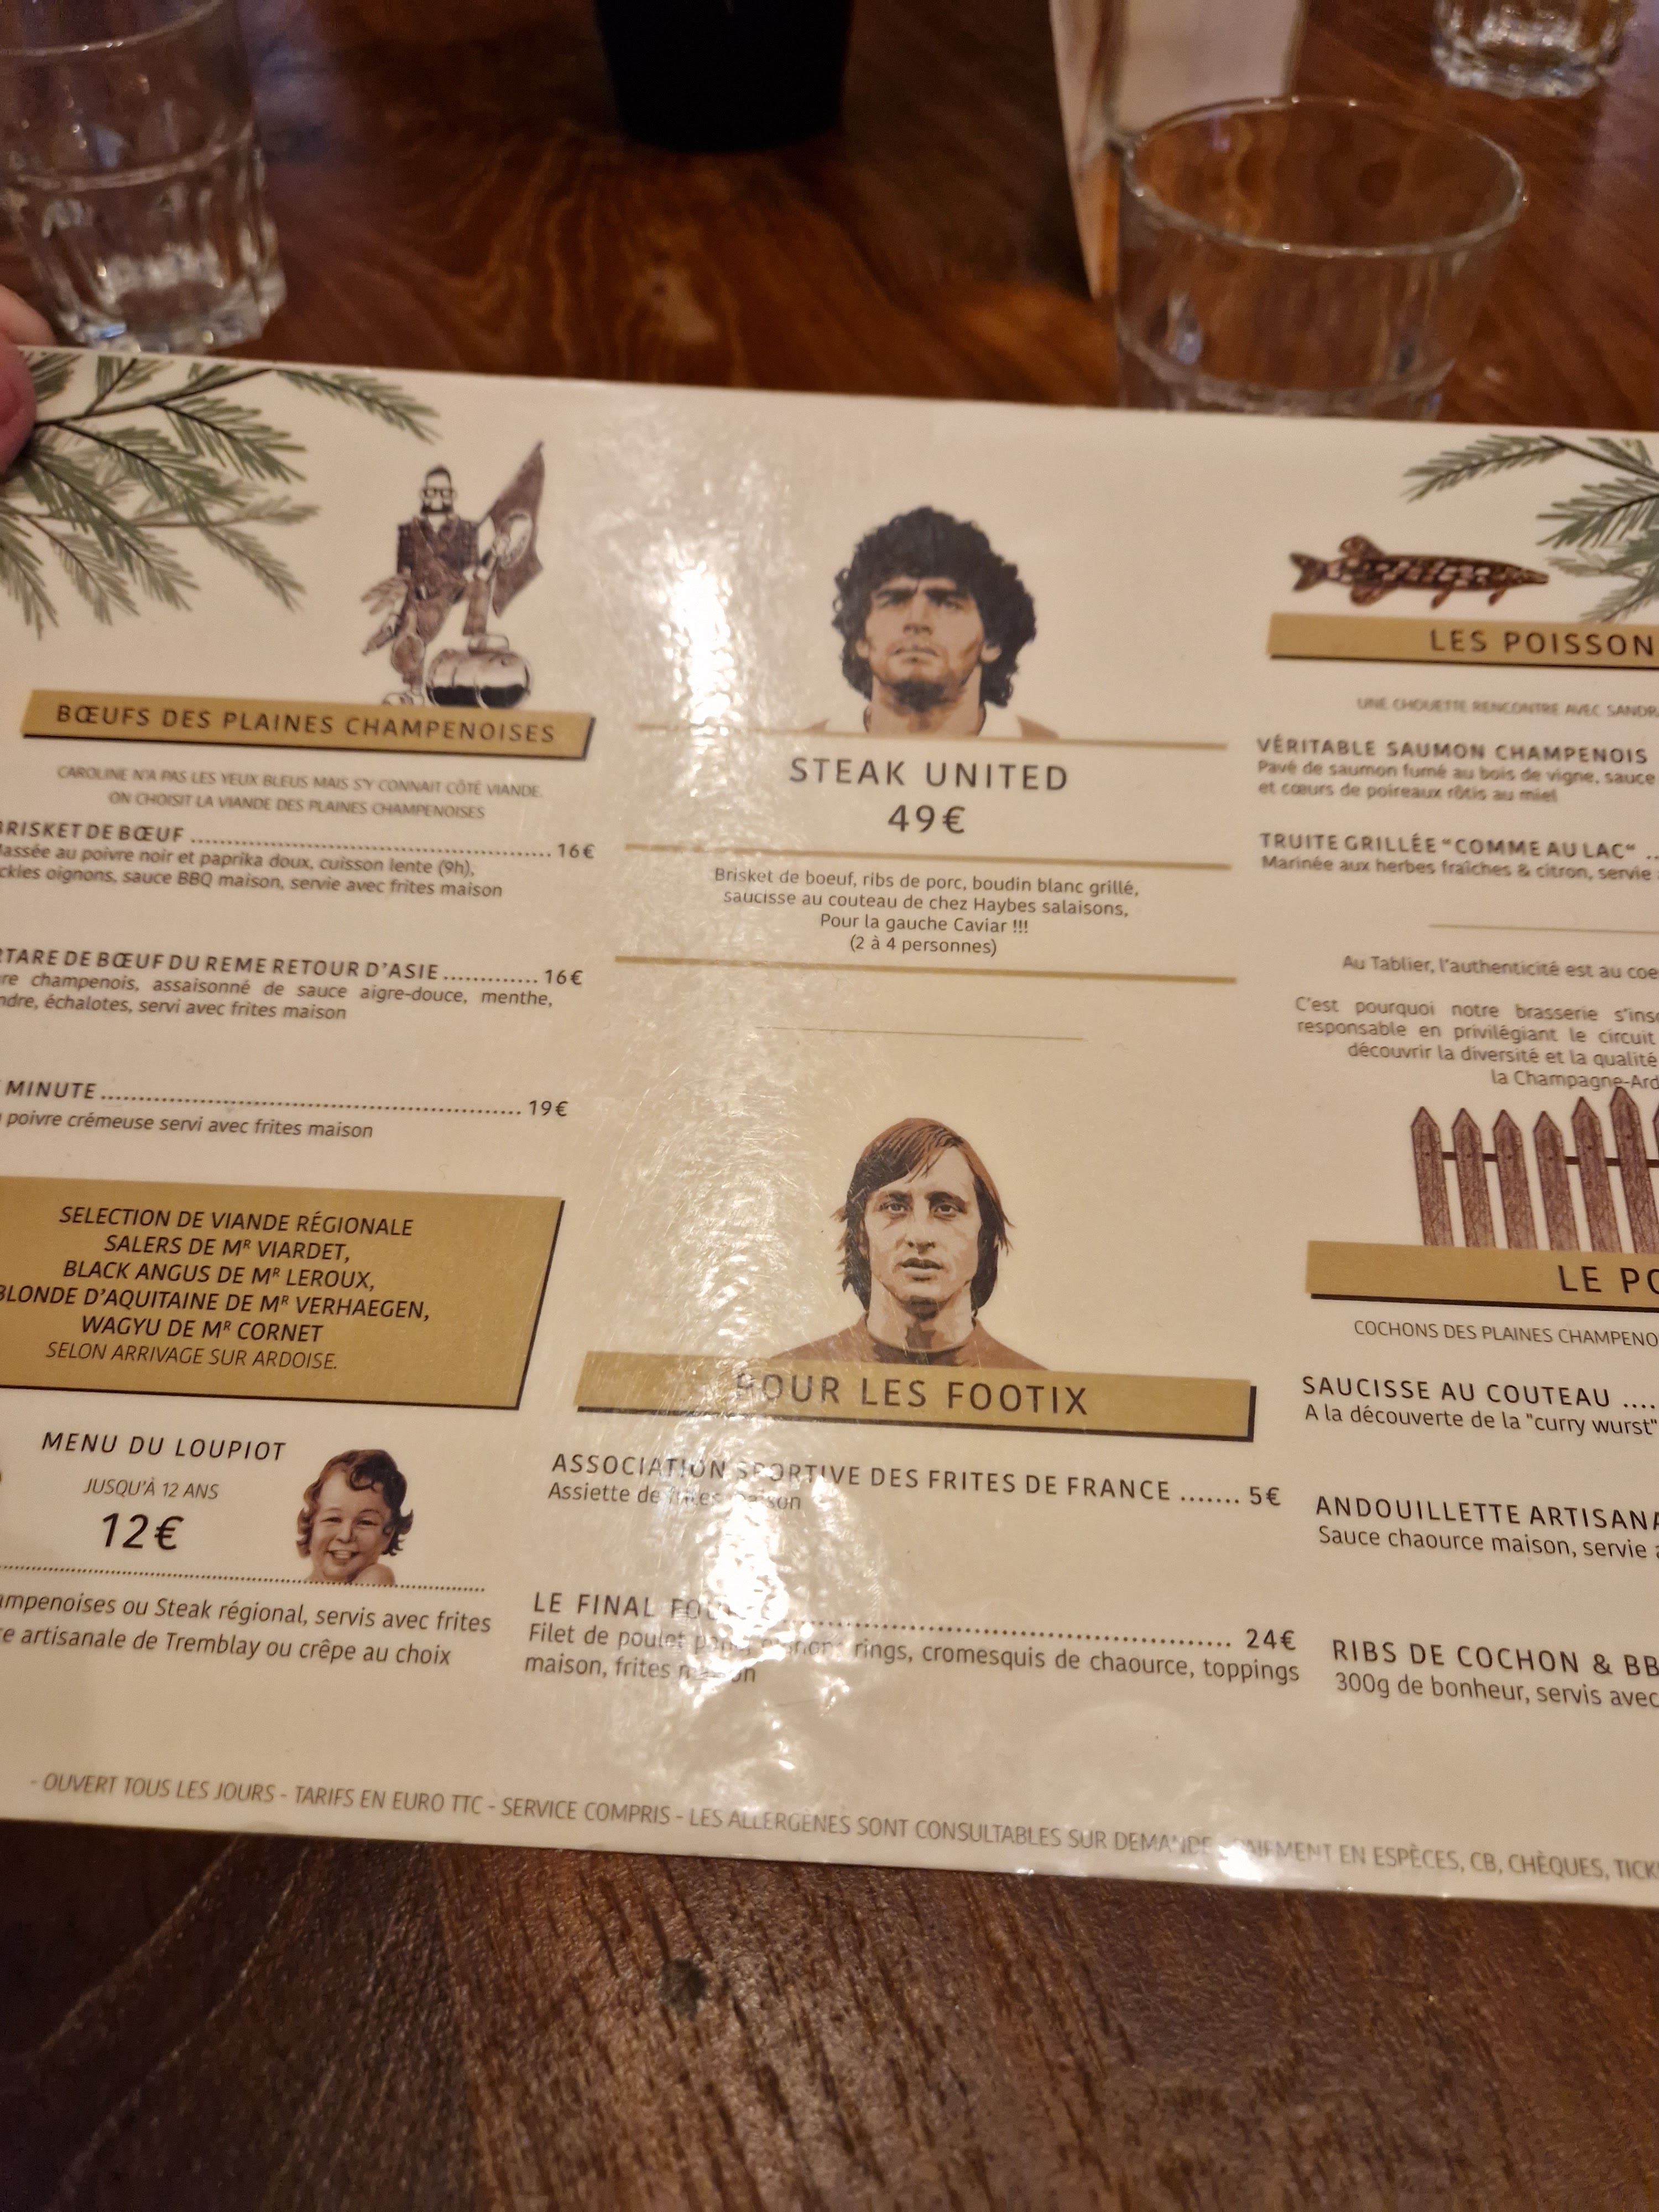 BŒUFS DES PLAINES CHAMPENOISES
CAROLINE N'A PAS LES YEUX BLEUS MAIS S'Y CONNAIT CÔTÉ VIANDE.
ON CHOISIT LA VIANDE DES PLAINES CHAMPENOISES
BRISKET DE BŒUF ........ 16€
assée au poivre noir et paprika doux, cuisson lente (9h),
ckles oignons, sauce BBQ maison, servie avec frites maison
RTARE DE BŒUF DU REME RETOUR D'ASIE ........ 16€
re champenois, assaisonné de sauce aigre-douce, menthe,
ndre, échalotes, servi avec frites maison
MINUTE ........ 19€
poivre crémeuse servi avec frites maison
SELECTION DE VIANDE RÉGIONALE
SALERS DE Mᴿ VIARDET,
BLACK ANGUS DE Mᴿ LEROUX,
BLONDE D'AQUITAINE DE Mᴿ VERHAEGEN,
WAGYU DE Mᴿ CORNET
SELON ARRIVAGE SUR ARDOISE.
MENU DU LOUPIOT
JUSQU'À 12 ANS
12€
ampenoises ou Steak régional, servis avec frites
ce artisanale de Tremblay ou crêpe au choix
STEAK UNITED
49€
Brisket de boeuf, ribs de porc, boudin blanc grillé,
saucisse au couteau de chez Haybes salaisons,
Pour la gauche Caviar !!!
(2 à 4 personnes)
POUR LES FOOTIX
ASSOCIATION SPORTIVE DES FRITES DE FRANCE ....... 5€
Assiette de frites maison
LE FINAL ........ 24€
Filet de poulet rings, cromesquis de chaource, toppings
maison, frites
LES POISSON
UNE CHOUETTE RENCONTRE AVEC SANDR
VÉRITABLE SAUMON CHAMPENOIS
Pavé de saumon fumé au bois de vigne, sauce
et cœurs de poireaux rôtis au miel
TRUITE GRILLÉE "COMME AU LAC" ..
Marinée aux herbes fraîches & citron, servie
Au Tablier, l'authenticité est au coe
C'est pourquoi notre brasserie s'ins
responsable en privilégiant le circuit
découvrir la diversité et la qualité
la Champagne-Ard
LE PO
COCHONS DES PLAINES CHAMPENO
SAUCISSE AU COUTEAU ....
A la découverte de la "curry wurst"
ANDOUILLETTE ARTISANA
Sauce chaource maison, servie a
RIBS DE COCHON & BB
300g de bonheur, servis avec
- OUVERT TOUS LES JOURS - TARIFS EN EURO TTC - SERVICE COMPRIS - LES ALLERGÈNES SONT CONSULTABLES SUR DEMANDE PAIEMENT EN ESPÈCES, CB, CHÈQUES, TICK